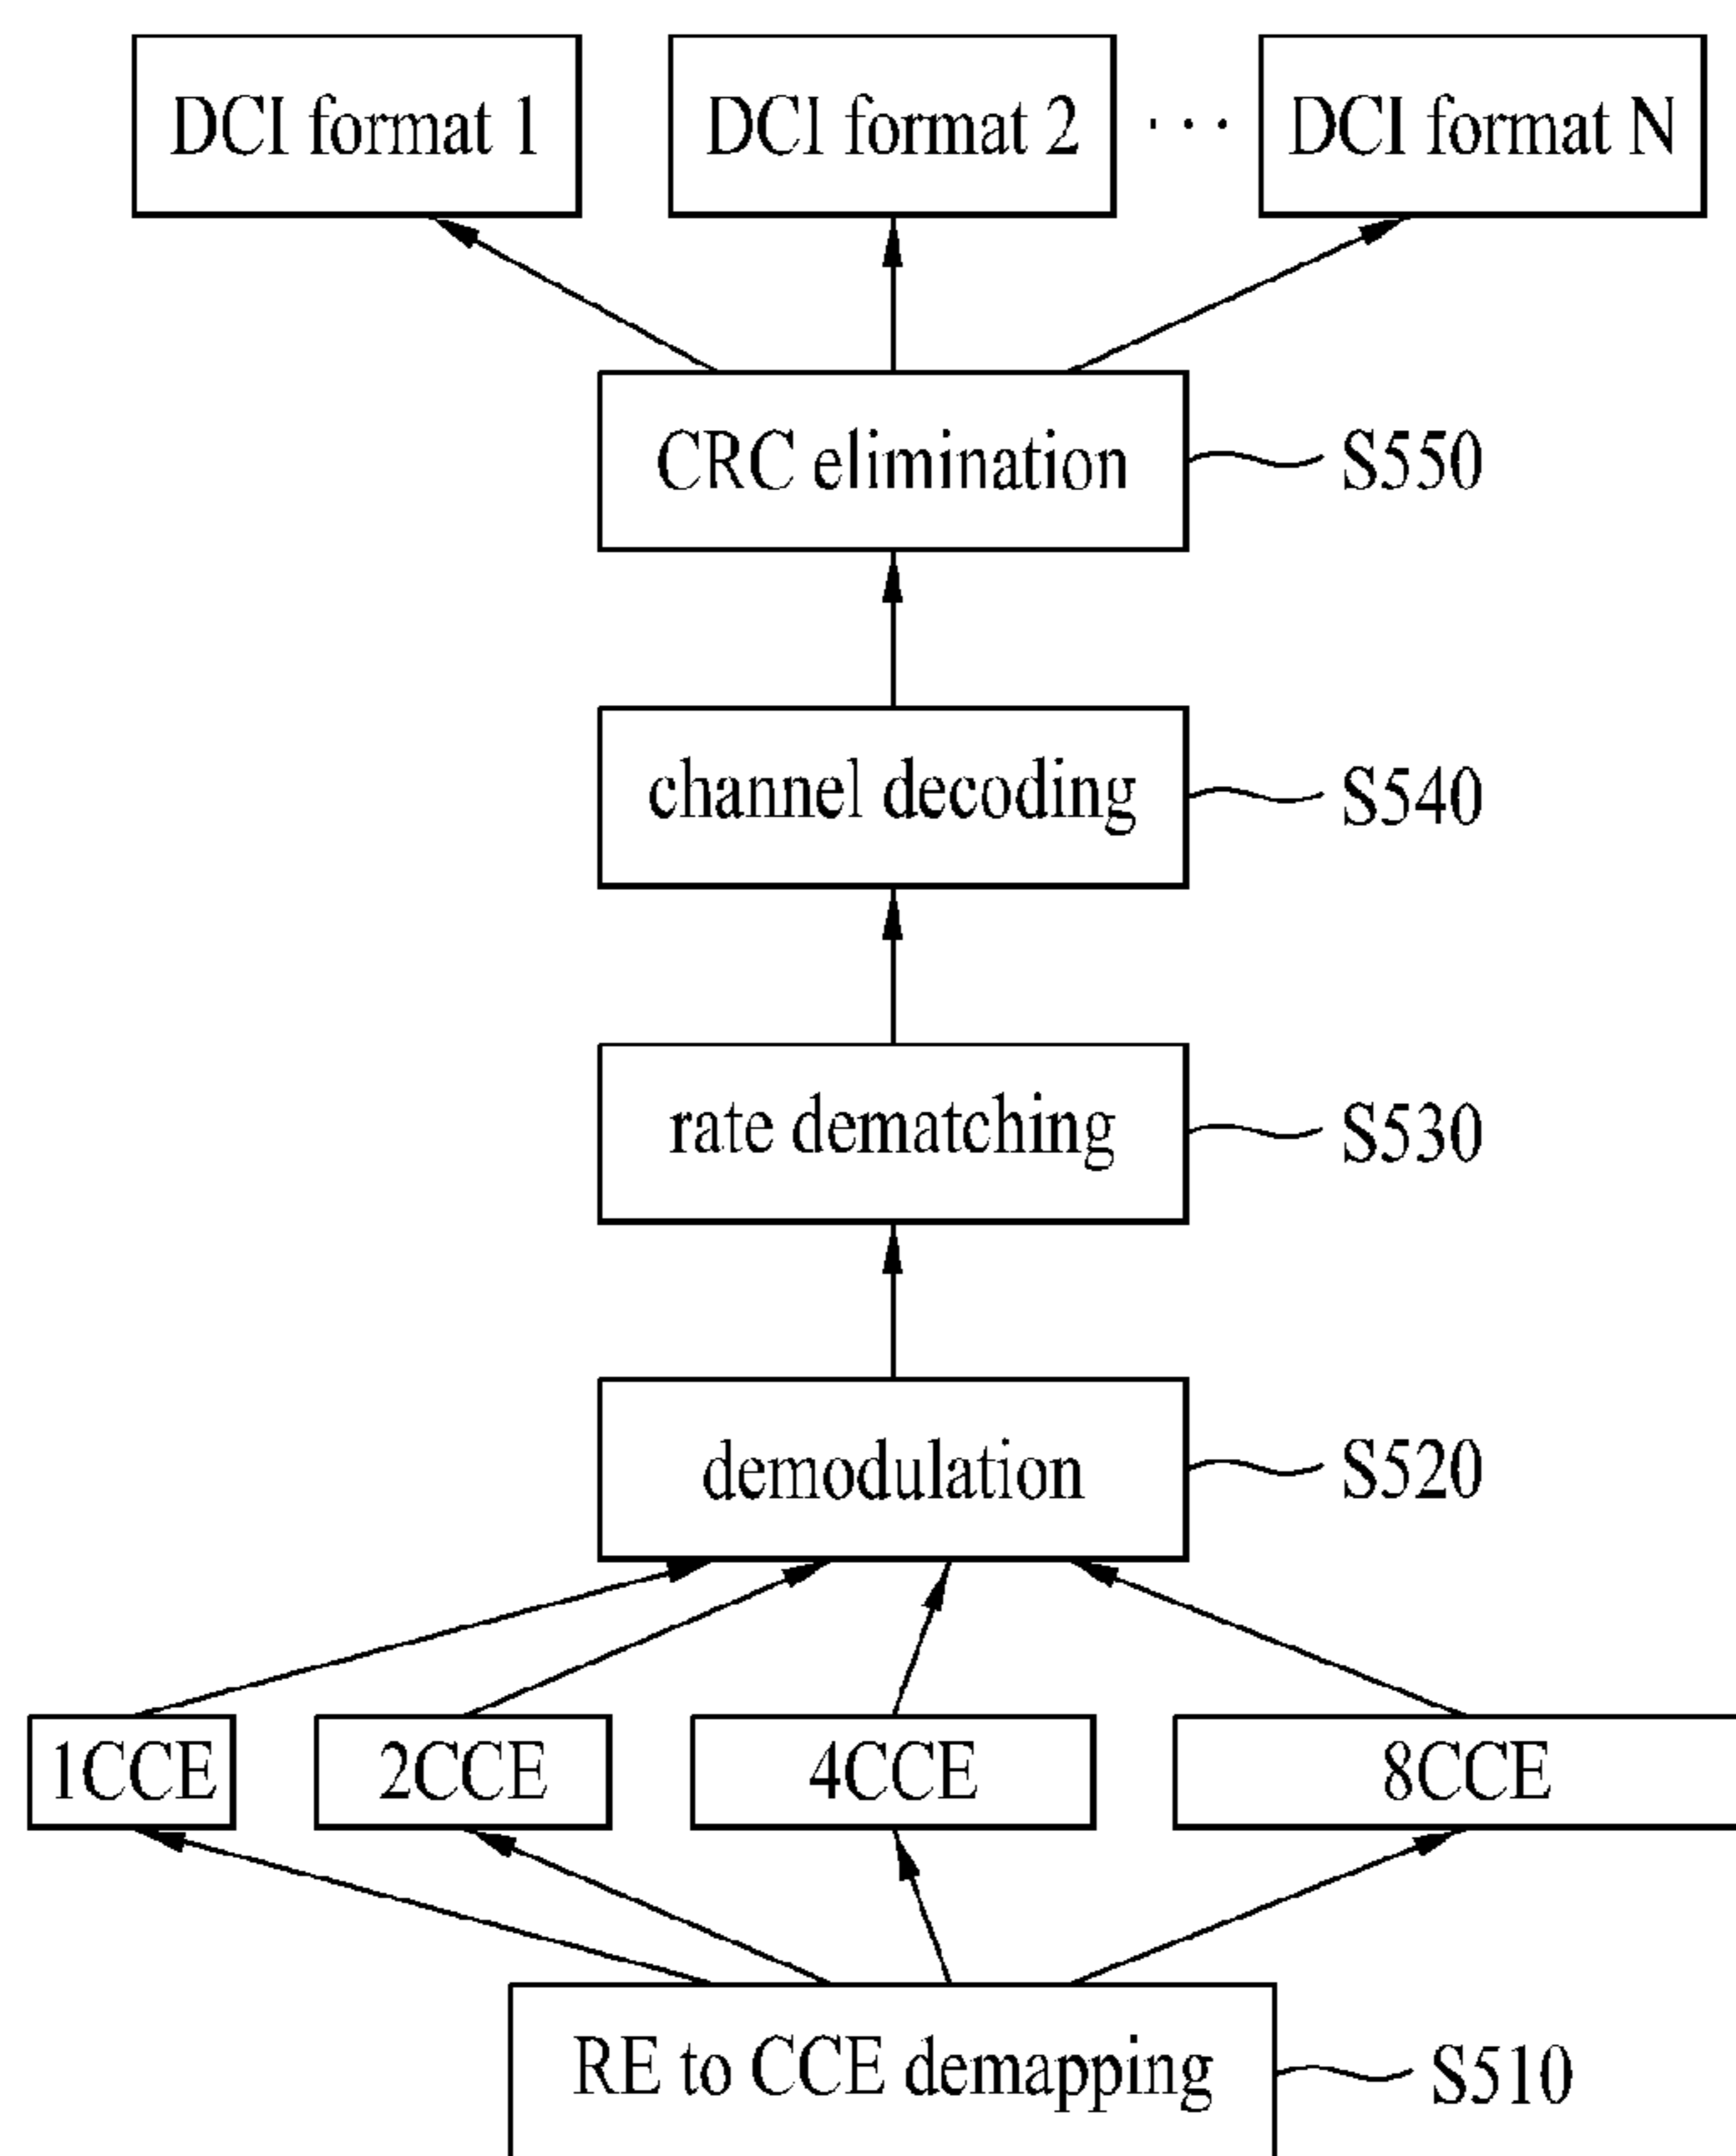 DCI format 1
DCI format 2
· · ·
DCI format N
CRC elimination
S550
channel decoding
S540
rate dematching
S530
demodulation
S520
1CCE
2CCE
4CCE
8CCE
RE to CCE demapping
S510